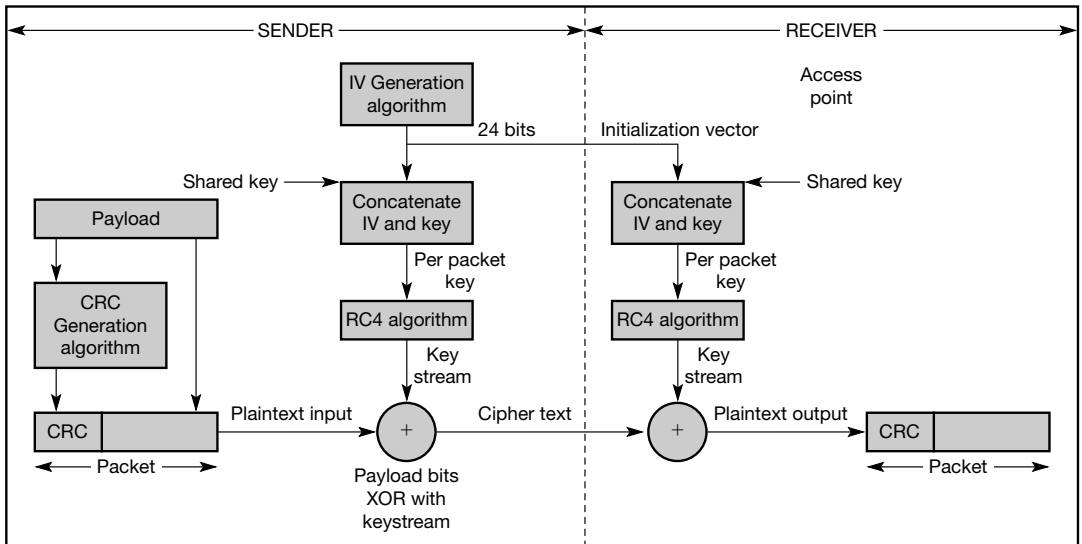 SENDER
RECEIVER
IV Generation
algorithm
Access
point
24 bits
Initialization vector
Shared key
Concatenate
IV and key
Concatenate
IV and key
Shared key
Payload
Per packet
key
Per packet
key
CRC
Generation
algorithm
RC4 algorithm
RC4 algorithm
Key
stream
Key
stream
CRC
Plaintext input
+
Cipher text
+
Plaintext output
CRC
Packet
Payload bits
XOR with
keystream
Packet